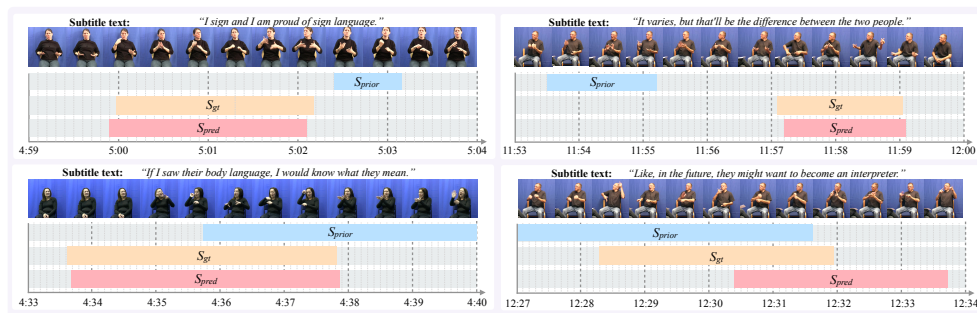 Subtitle text: "I sign and I am proud of sign language."
S_prior
S_gt
S_pred
4:59 5:00 5:01 5:02 5:03 5:04
Subtitle text: "It varies, but that'll be the difference between the two people."
S_prior
S_gt
S_pred
11:53 11:54 11:55 11:56 11:57 11:58 11:59 12:00
Subtitle text: "If I saw their body language, I would know what they mean."
S_prior
S_gt
S_pred
4:33 4:34 4:35 4:36 4:37 4:38 4:39 4:40
Subtitle text: "Like, in the future, they might want to become an interpreter."
S_prior
S_gt
S_pred
12:27 12:28 12:29 12:30 12:31 12:32 12:33 12:34